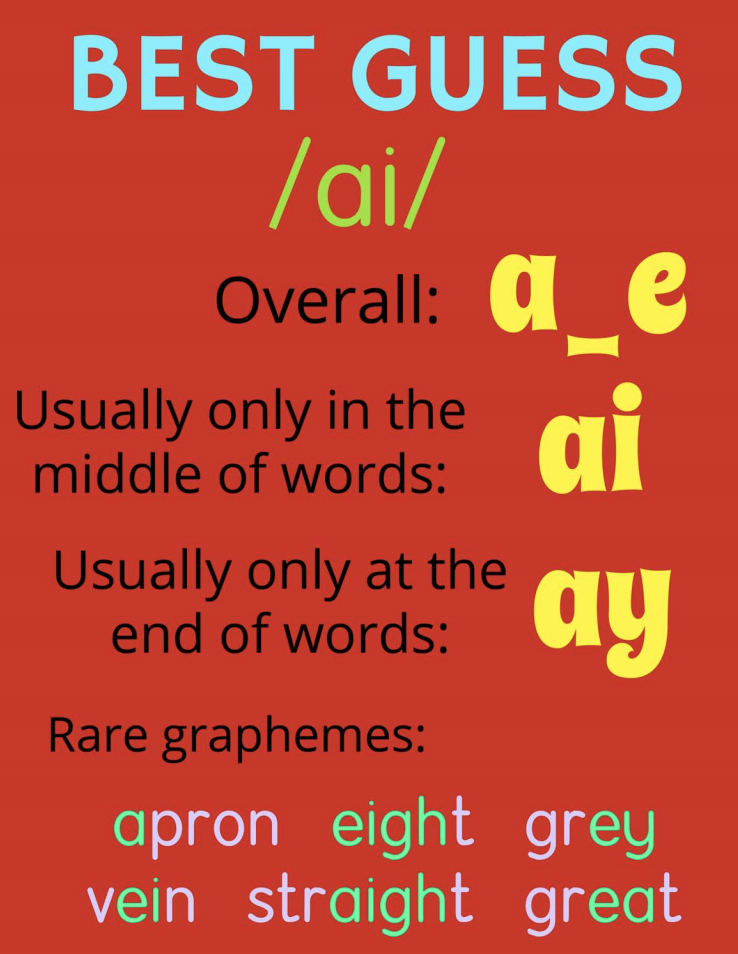 BEST GUESS
/ai/
Overall: a_e
Usually only in the
middle of words: ai
Usually only at the
end of words: ay
Rare graphemes:
apron eight grey
vein straight great